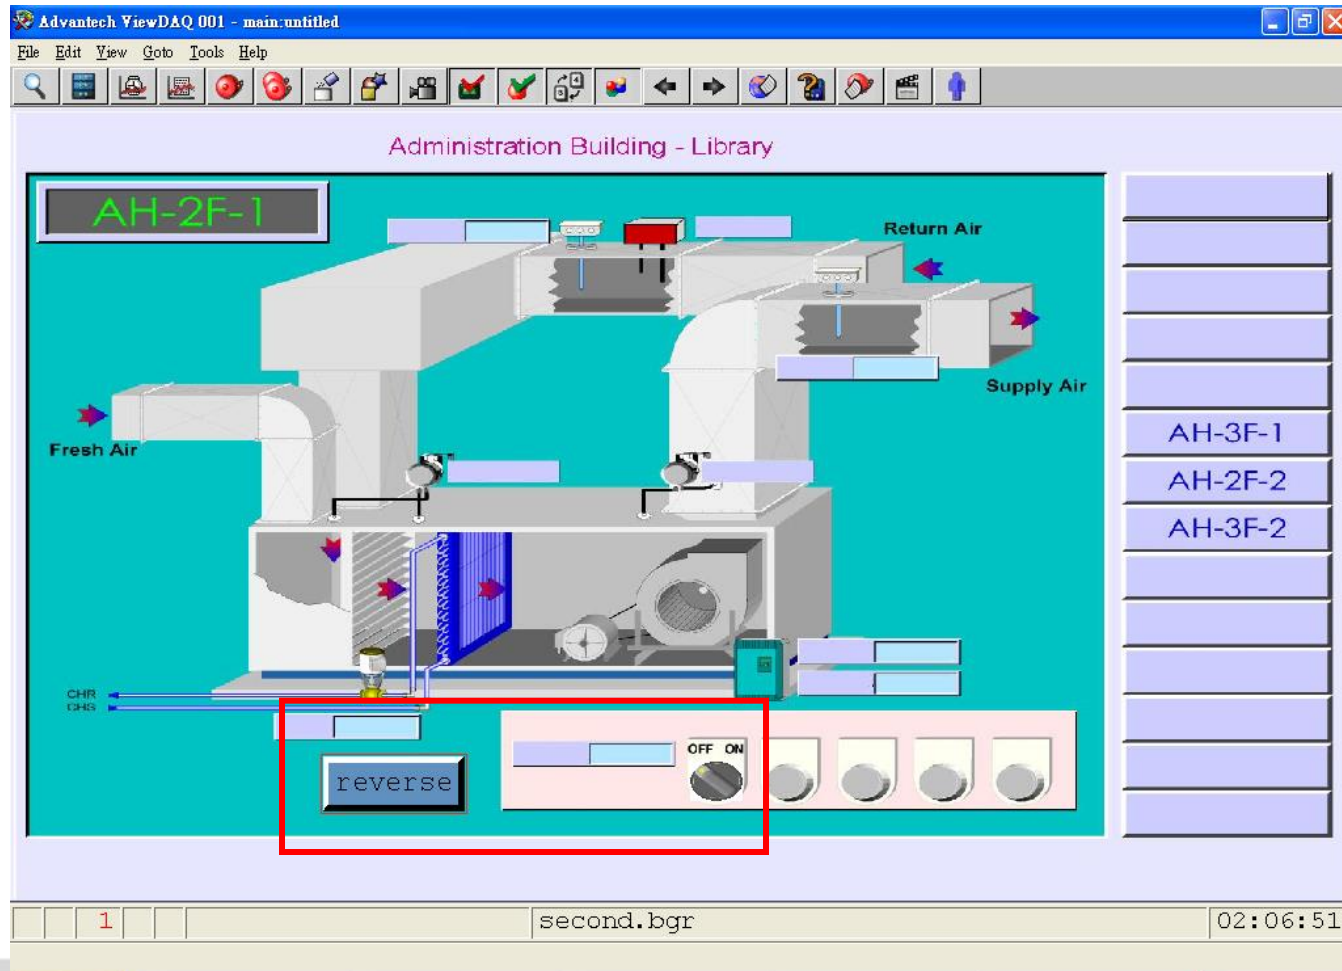 Advantech ViewDAQ 001 - main:untitled
File Edit View Goto Tools Help
Administration Building - Library
AH-2F-1
Return Air
Supply Air
Fresh Air
AH-3F-1
AH-2F-2
AH-3F-2
CHR
CHS
OFF ON
reverse
1 second.bgr 02:06:51